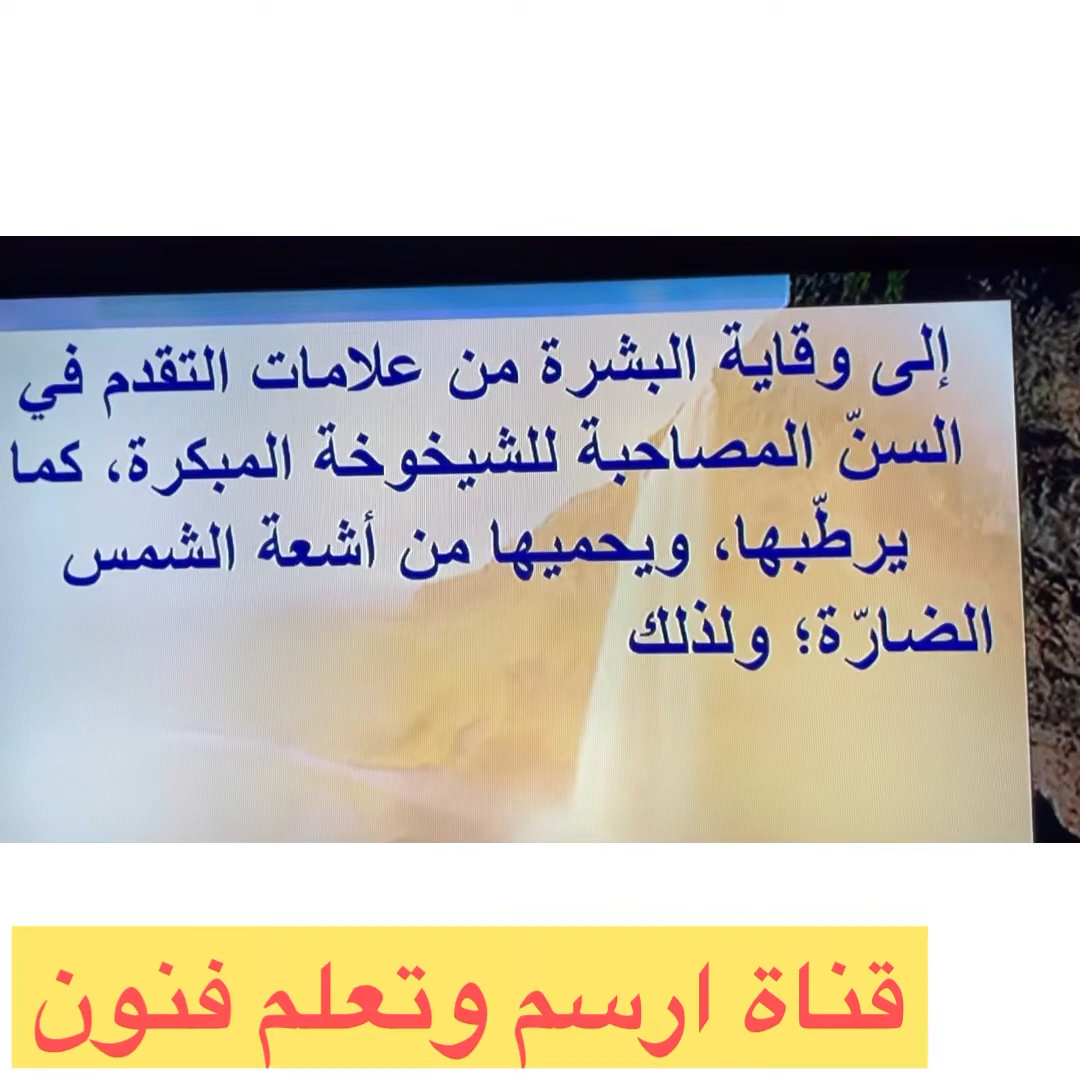 إلى وقاية البشرة من علامات التقدم في
السنّ المصاحبة للشيخوخة المبكرة، كما
يرطّبها، ويحميها من أشعة الشمس
الضارّة؛ ولذلك
قناة ارسم وتعلم فنون